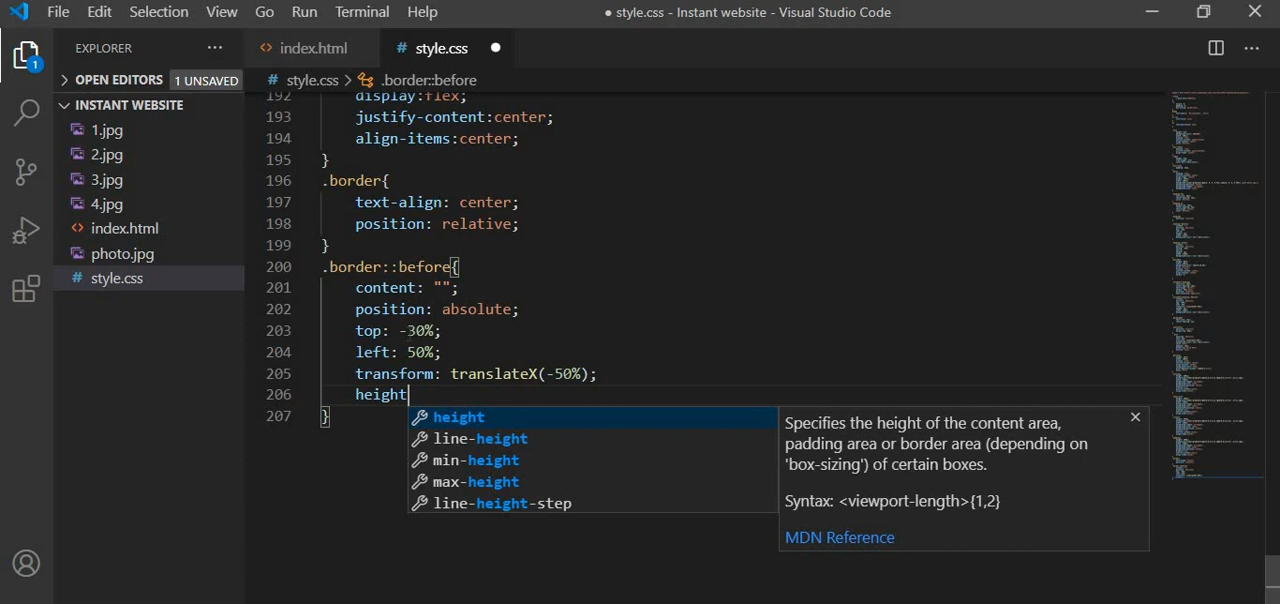 File Edit Selection View Go Run Terminal Help
● style.css - Instant website - Visual Studio Code
EXPLORER
index.html
# style.css
OPEN EDITORS 1 UNSAVED
# style.css > .border::before
INSTANT WEBSITE
1.jpg
2.jpg
3.jpg
4.jpg
index.html
photo.jpg
# style.css
1
192 display:flex;
193 justify-content:center;
194 align-items:center;
195 }
196 .border{
197 text-align: center;
198 position: relative;
199 }
200 .border::before{
201 content: "";
202 position: absolute;
203 top: -30%;
204 left: 50%;
205 transform: translateX(-50%);
206 height
207 }
height
line-height
min-height
max-height
line-height-step
Specifies the height of the content area,
padding area or border area (depending on
'box-sizing') of certain boxes.
Syntax: <viewport-length>{1,2}
MDN Reference